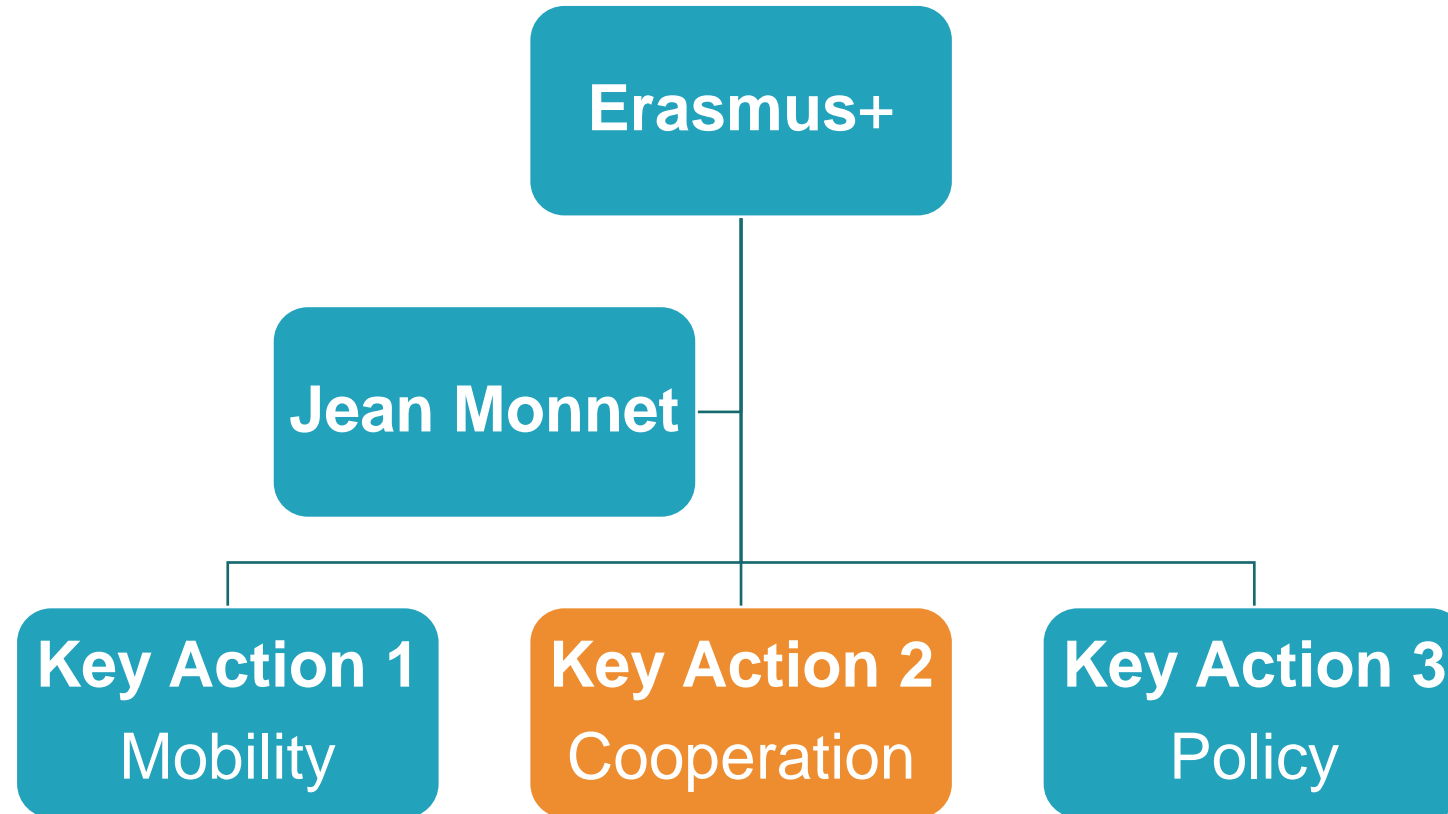 Erasmus+
Jean Monnet
Key Action 1
Mobility
Key Action 2
Cooperation
Key Action 3
Policy